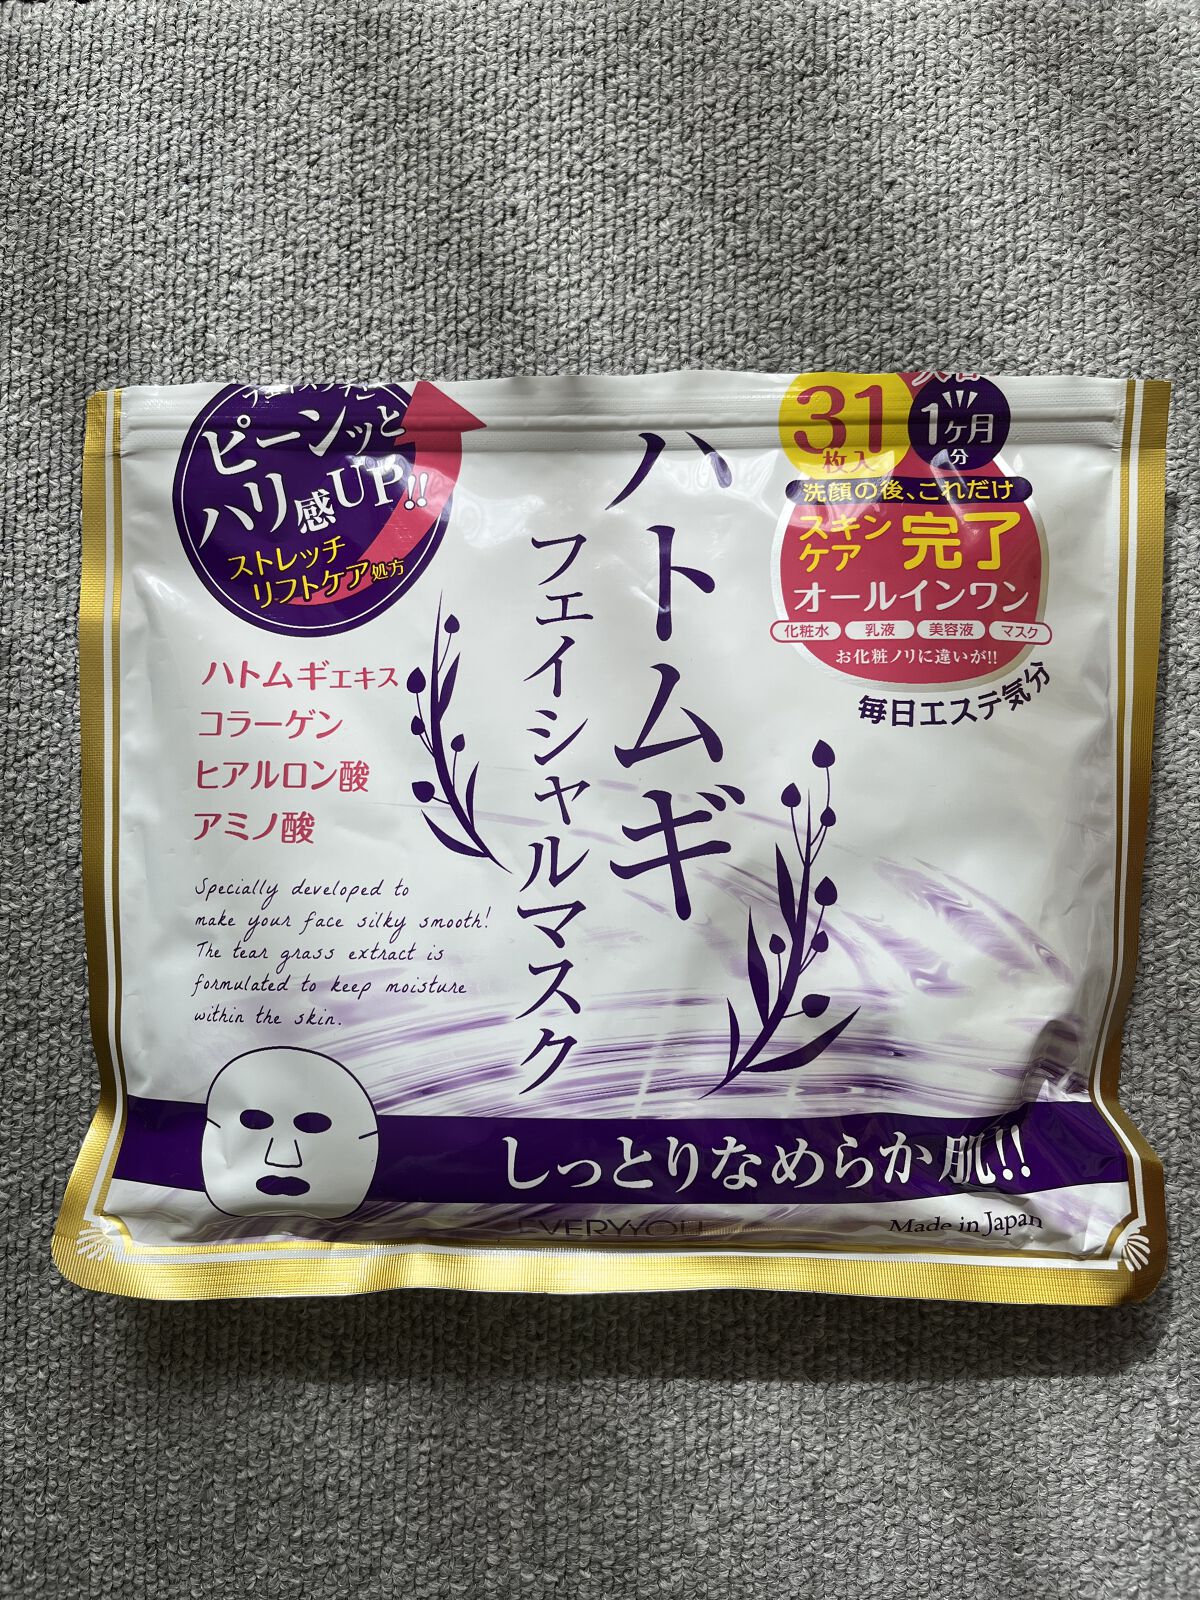 ピーンッと
ハリ感UP!!
ストレッチ
リフトケア処方
31
枚入
1ヶ月
分
洗顔の後、これだけ
スキン
ケア
完了
オールインワン
化粧水 乳液 美容液 マスク
お化粧ノリに違いが!!
毎日エステ気分
ハトムギ
フェイシャルマスク
ハトムギエキス
コラーゲン
ヒアルロン酸
アミノ酸
Specially developed to
make your face silky smooth!
The tear grass extract is
formulated to keep moisture
within the skin.
しっとりなめらか肌!!
EVERYYOU
Made in Japan